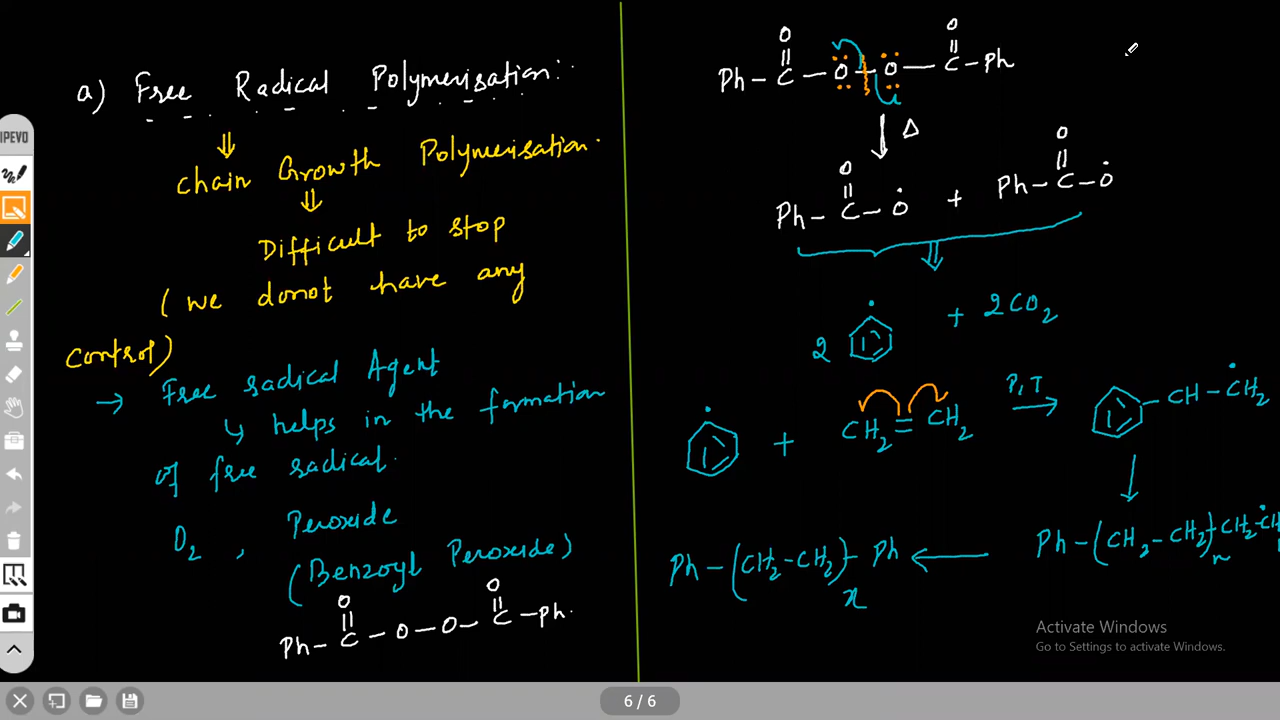 a) Free Radical Polymerisation:-
⇓
chain Growth Polymerisation.
⇓
Difficult to stop
(we donot have any
control)
→ Free radical Agent
↳ helps in the formation
of free radical.
O2, Peroxide
(Benzoyl Peroxide)
O O
Ph-C-O-O-C-Ph.
O O
Ph-C-O-O-C-Ph
↓ Δ
O O
Ph-C-Ȯ + Ph-C-Ȯ
⇓
2 + 2CO2
+ CH2=CH2 P,T → CH-ĊH2
↓
Ph-(CH2-CH2)n CH2-ĊH
Ph-(CH2-CH2)x-Ph ←
IPEVO
Activate Windows
Go to Settings to activate Windows.
6/6